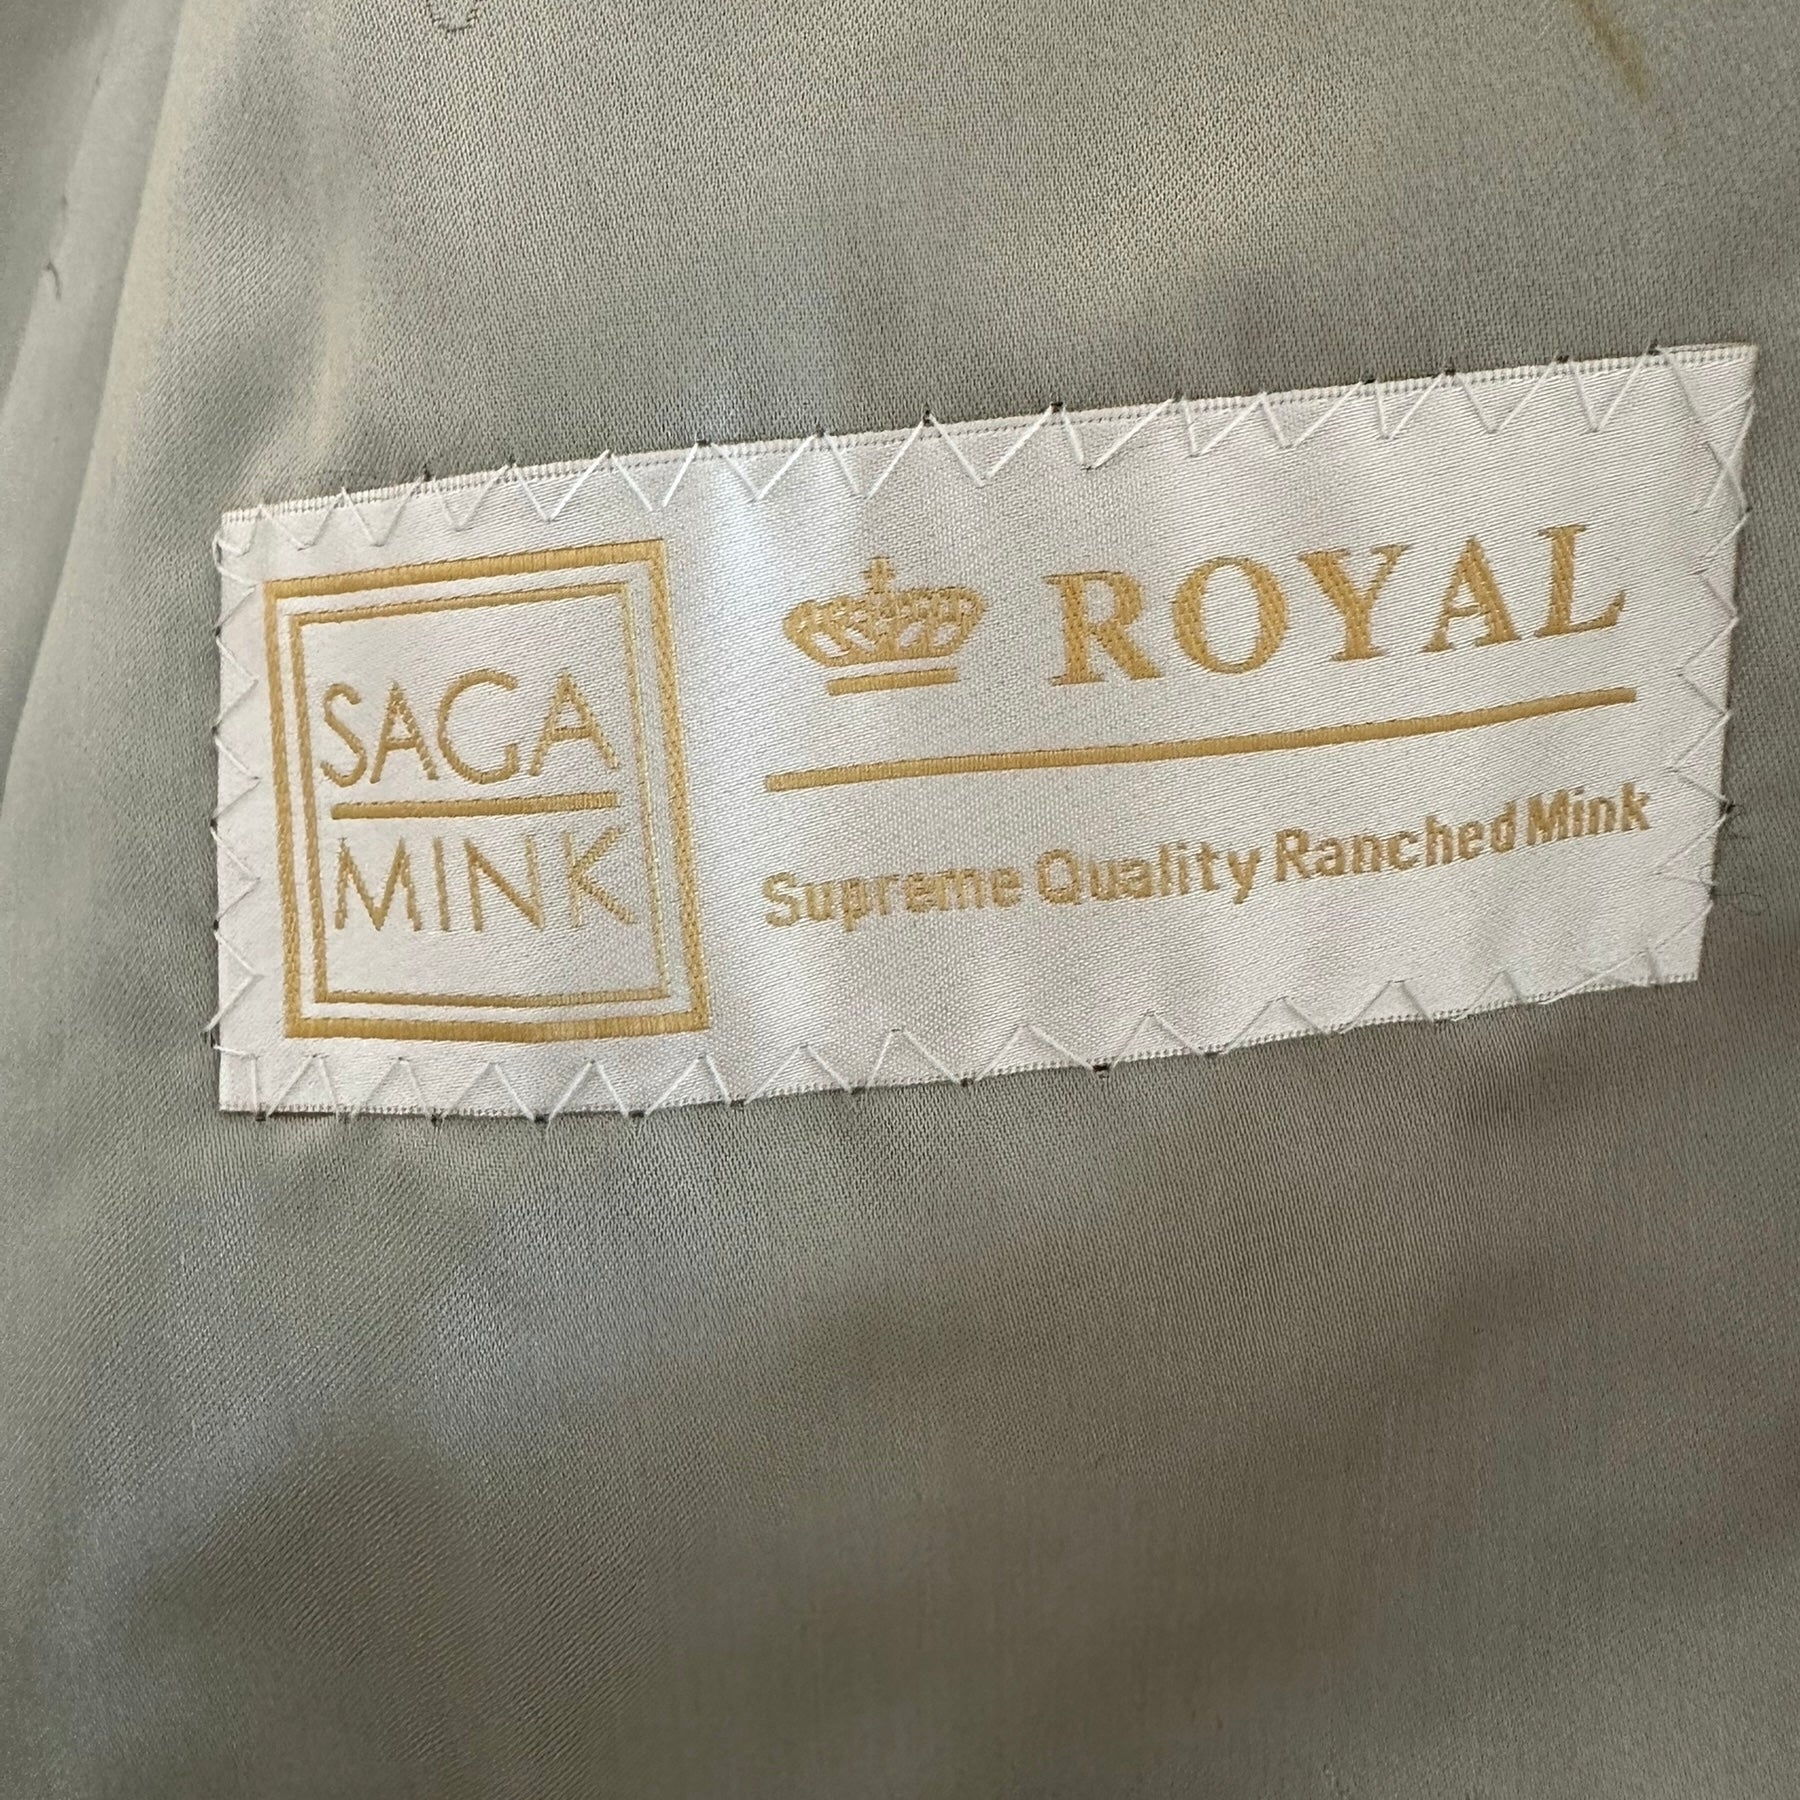 SAGA
MINK
ROYAL
Supreme Quality Ranched Mink